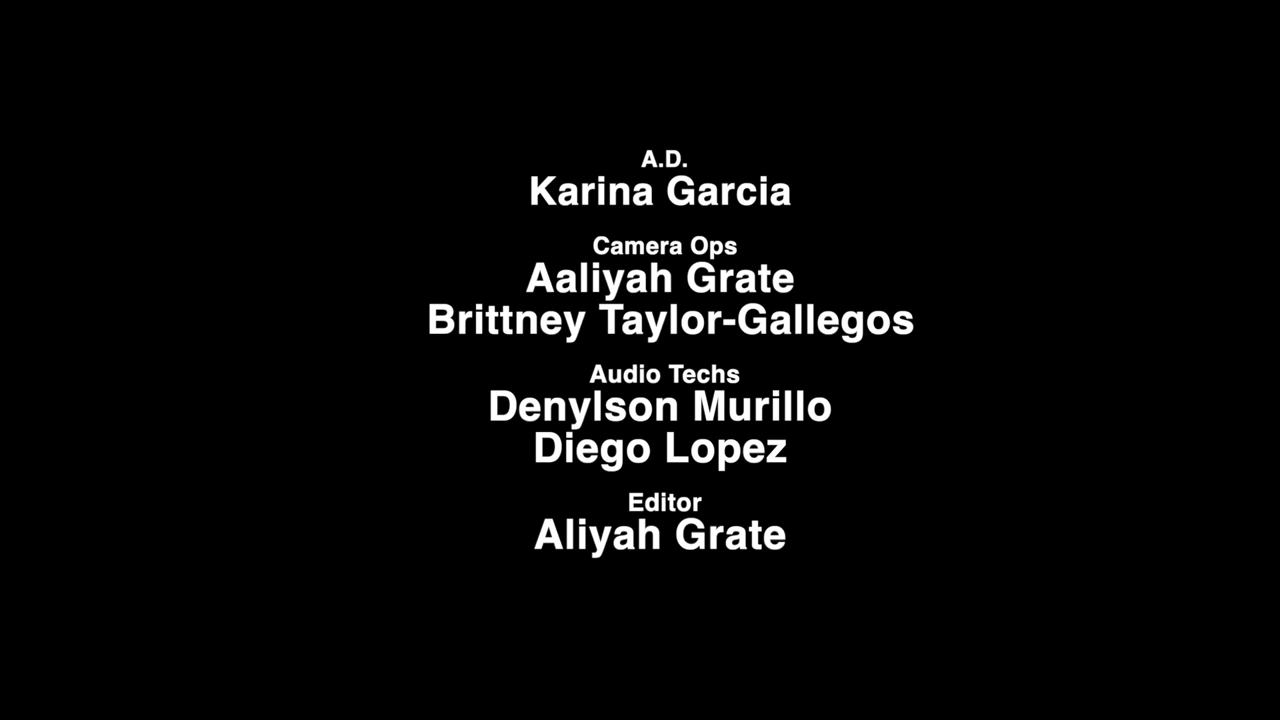 A.D.
Karina Garcia
Camera Ops
Aaliyah Grate
Brittney Taylor-Gallegos
Audio Techs
Denylson Murillo
Diego Lopez
Editor
Aliyah Grate